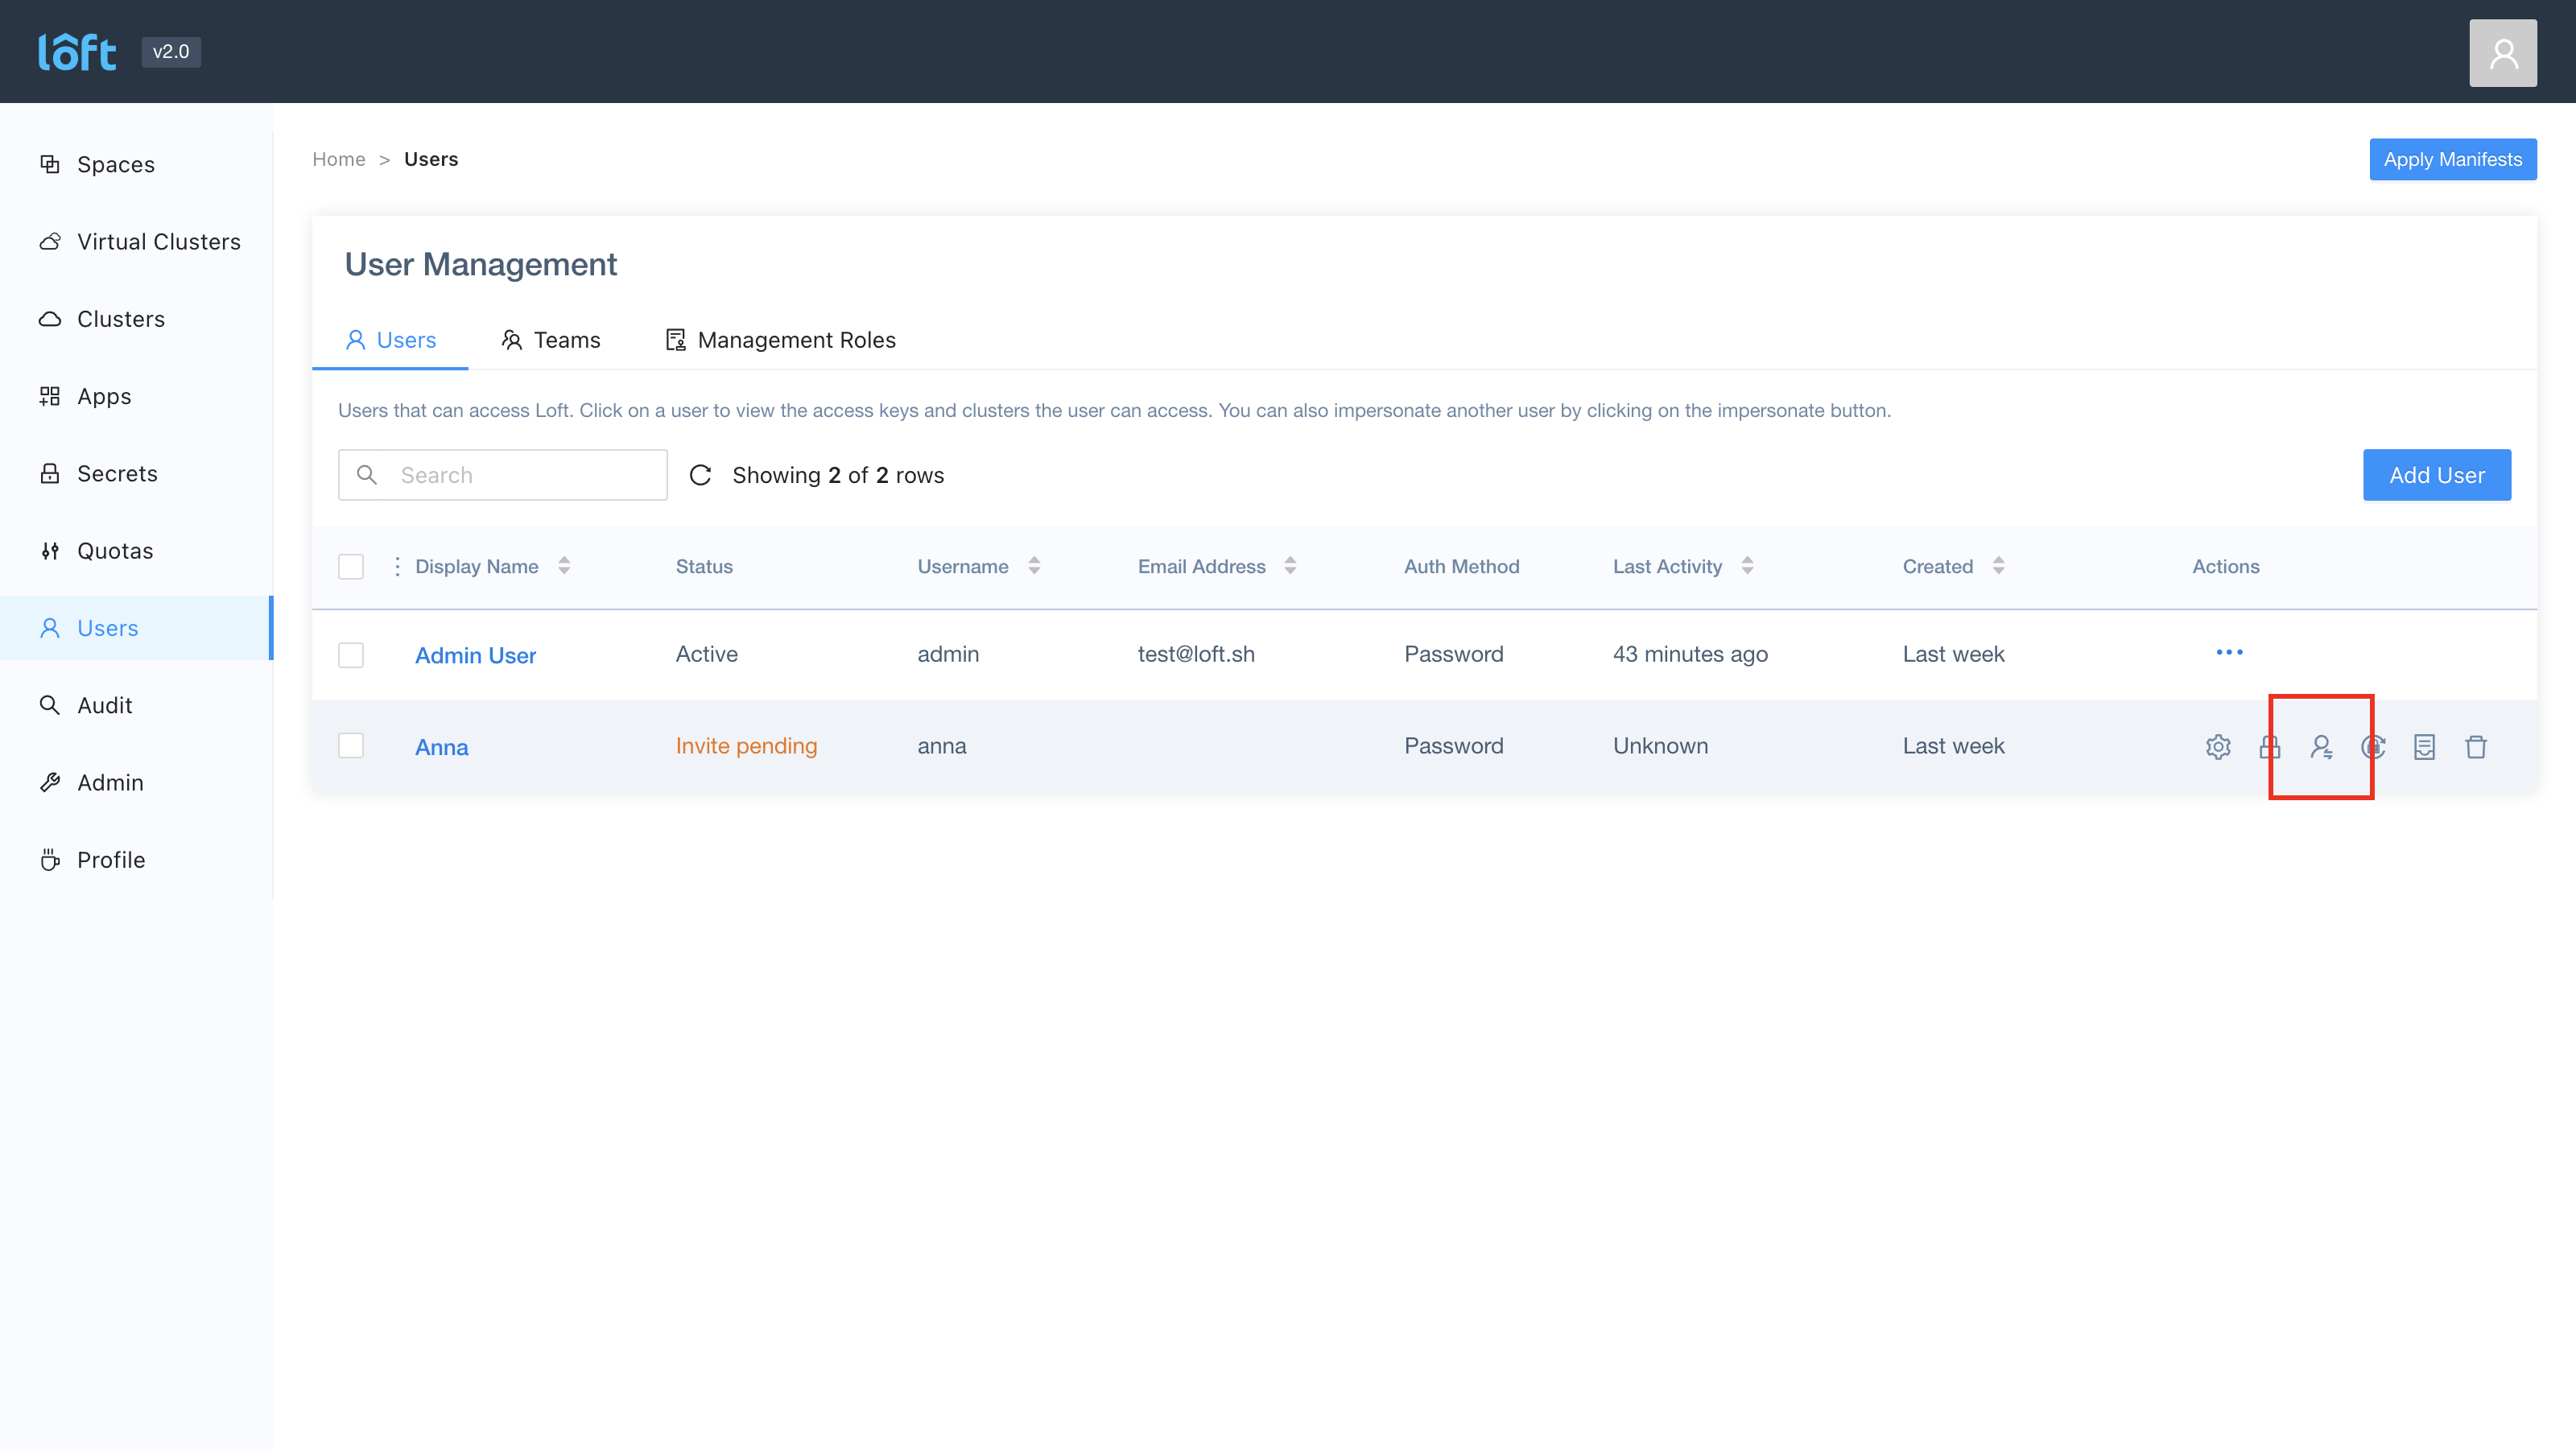 lôft v2.0
Spaces
Virtual Clusters
Clusters
Apps
Secrets
Quotas
Users
Audit
Admin
Profile
Home > Users
Apply Manifests
User Management
Users Teams Management Roles
Users that can access Loft. Click on a user to view the access keys and clusters the user can access. You can also impersonate another user by clicking on the impersonate button.
Search Showing 2 of 2 rows Add User
Display Name Status Username Email Address Auth Method Last Activity Created Actions
Admin User Active admin test@loft.sh Password 43 minutes ago Last week
Anna Invite pending anna Password Unknown Last week